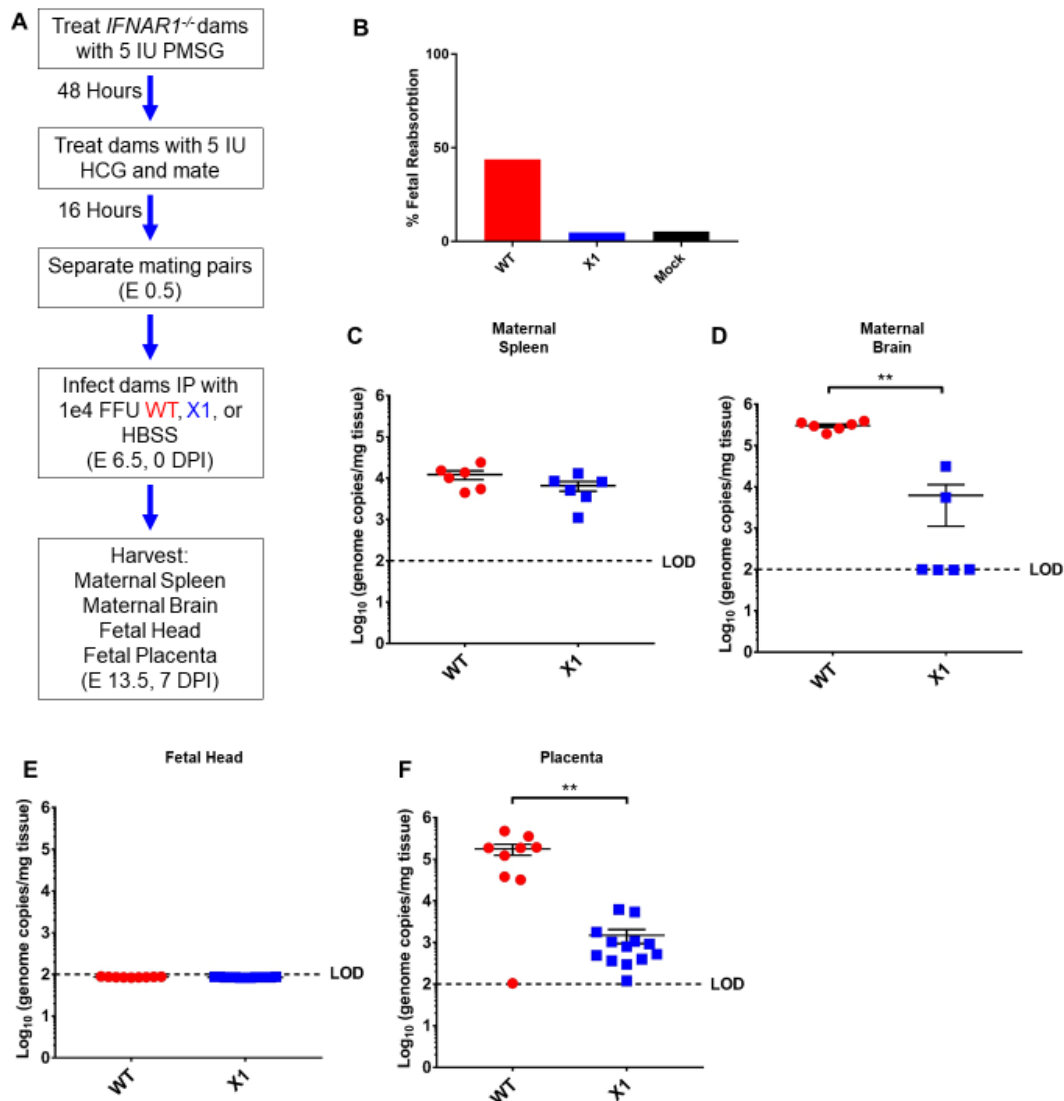 A
Treat IFNAR1-/- dams
with 5 IU PMSG
48 Hours
Treat dams with 5 IU
HCG and mate
16 Hours
Separate mating pairs
(E 0.5)
Infect dams IP with
1e4 FFU WT, X1, or
HBSS
(E 6.5, 0 DPI)
Harvest:
Maternal Spleen
Maternal Brain
Fetal Head
Fetal Placenta
(E 13.5, 7 DPI)
B
% Fetal Reabsorbtion
100
50
0
WT
X1
Mock
C
Maternal
Spleen
Log10 (genome copies/mg tissue)
6
5
4
3
2
1
0
LOD
WT
X1
D
Maternal
Brain
**
Log10 (genome copies/mg tissue)
6
5
4
3
2
1
0
LOD
WT
X1
E
Fetal Head
Log10 (genome copies/mg tissue)
6
5
4
3
2
1
0
LOD
WT
X1
F
Placenta
**
Log10 (genome copies/mg tissue)
6
5
4
3
2
1
0
LOD
WT
X1